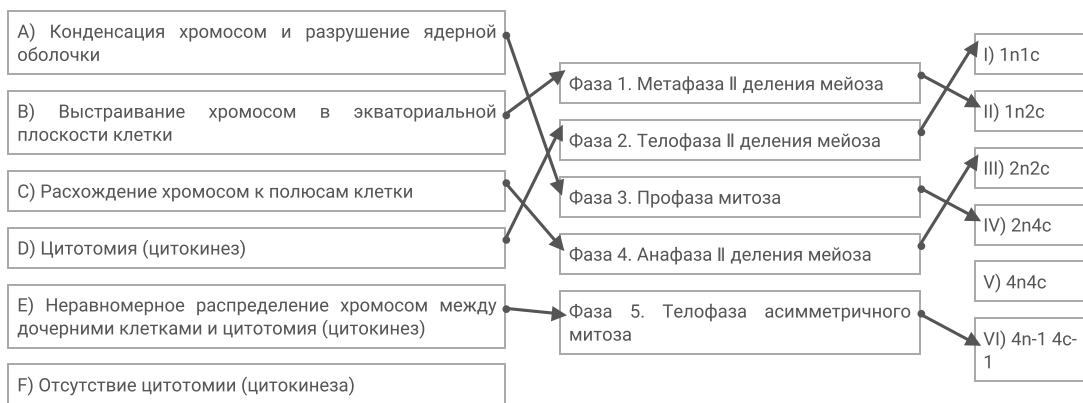 A) Конденсация хромосом и разрушение ядерной
оболочки
B) Выстраивание хромосом в экваториальной
плоскости клетки
C) Расхождение хромосом к полюсам клетки
D) Цитотомия (цитокинез)
E) Неравномерное распределение хромосом между
дочерними клетками и цитотомия (цитокинез)
F) Отсутствие цитотомии (цитокинеза)
Фаза 1. Метафаза II деления мейоза
Фаза 2. Телофаза II деления мейоза
Фаза 3. Профаза митоза
Фаза 4. Анафаза II деления мейоза
Фаза 5. Телофаза асимметричного
митоза
I) 1n1c
II) 1n2c
III) 2n2c
IV) 2n4c
V) 4n4c
VI) 4n-1 4c-
1